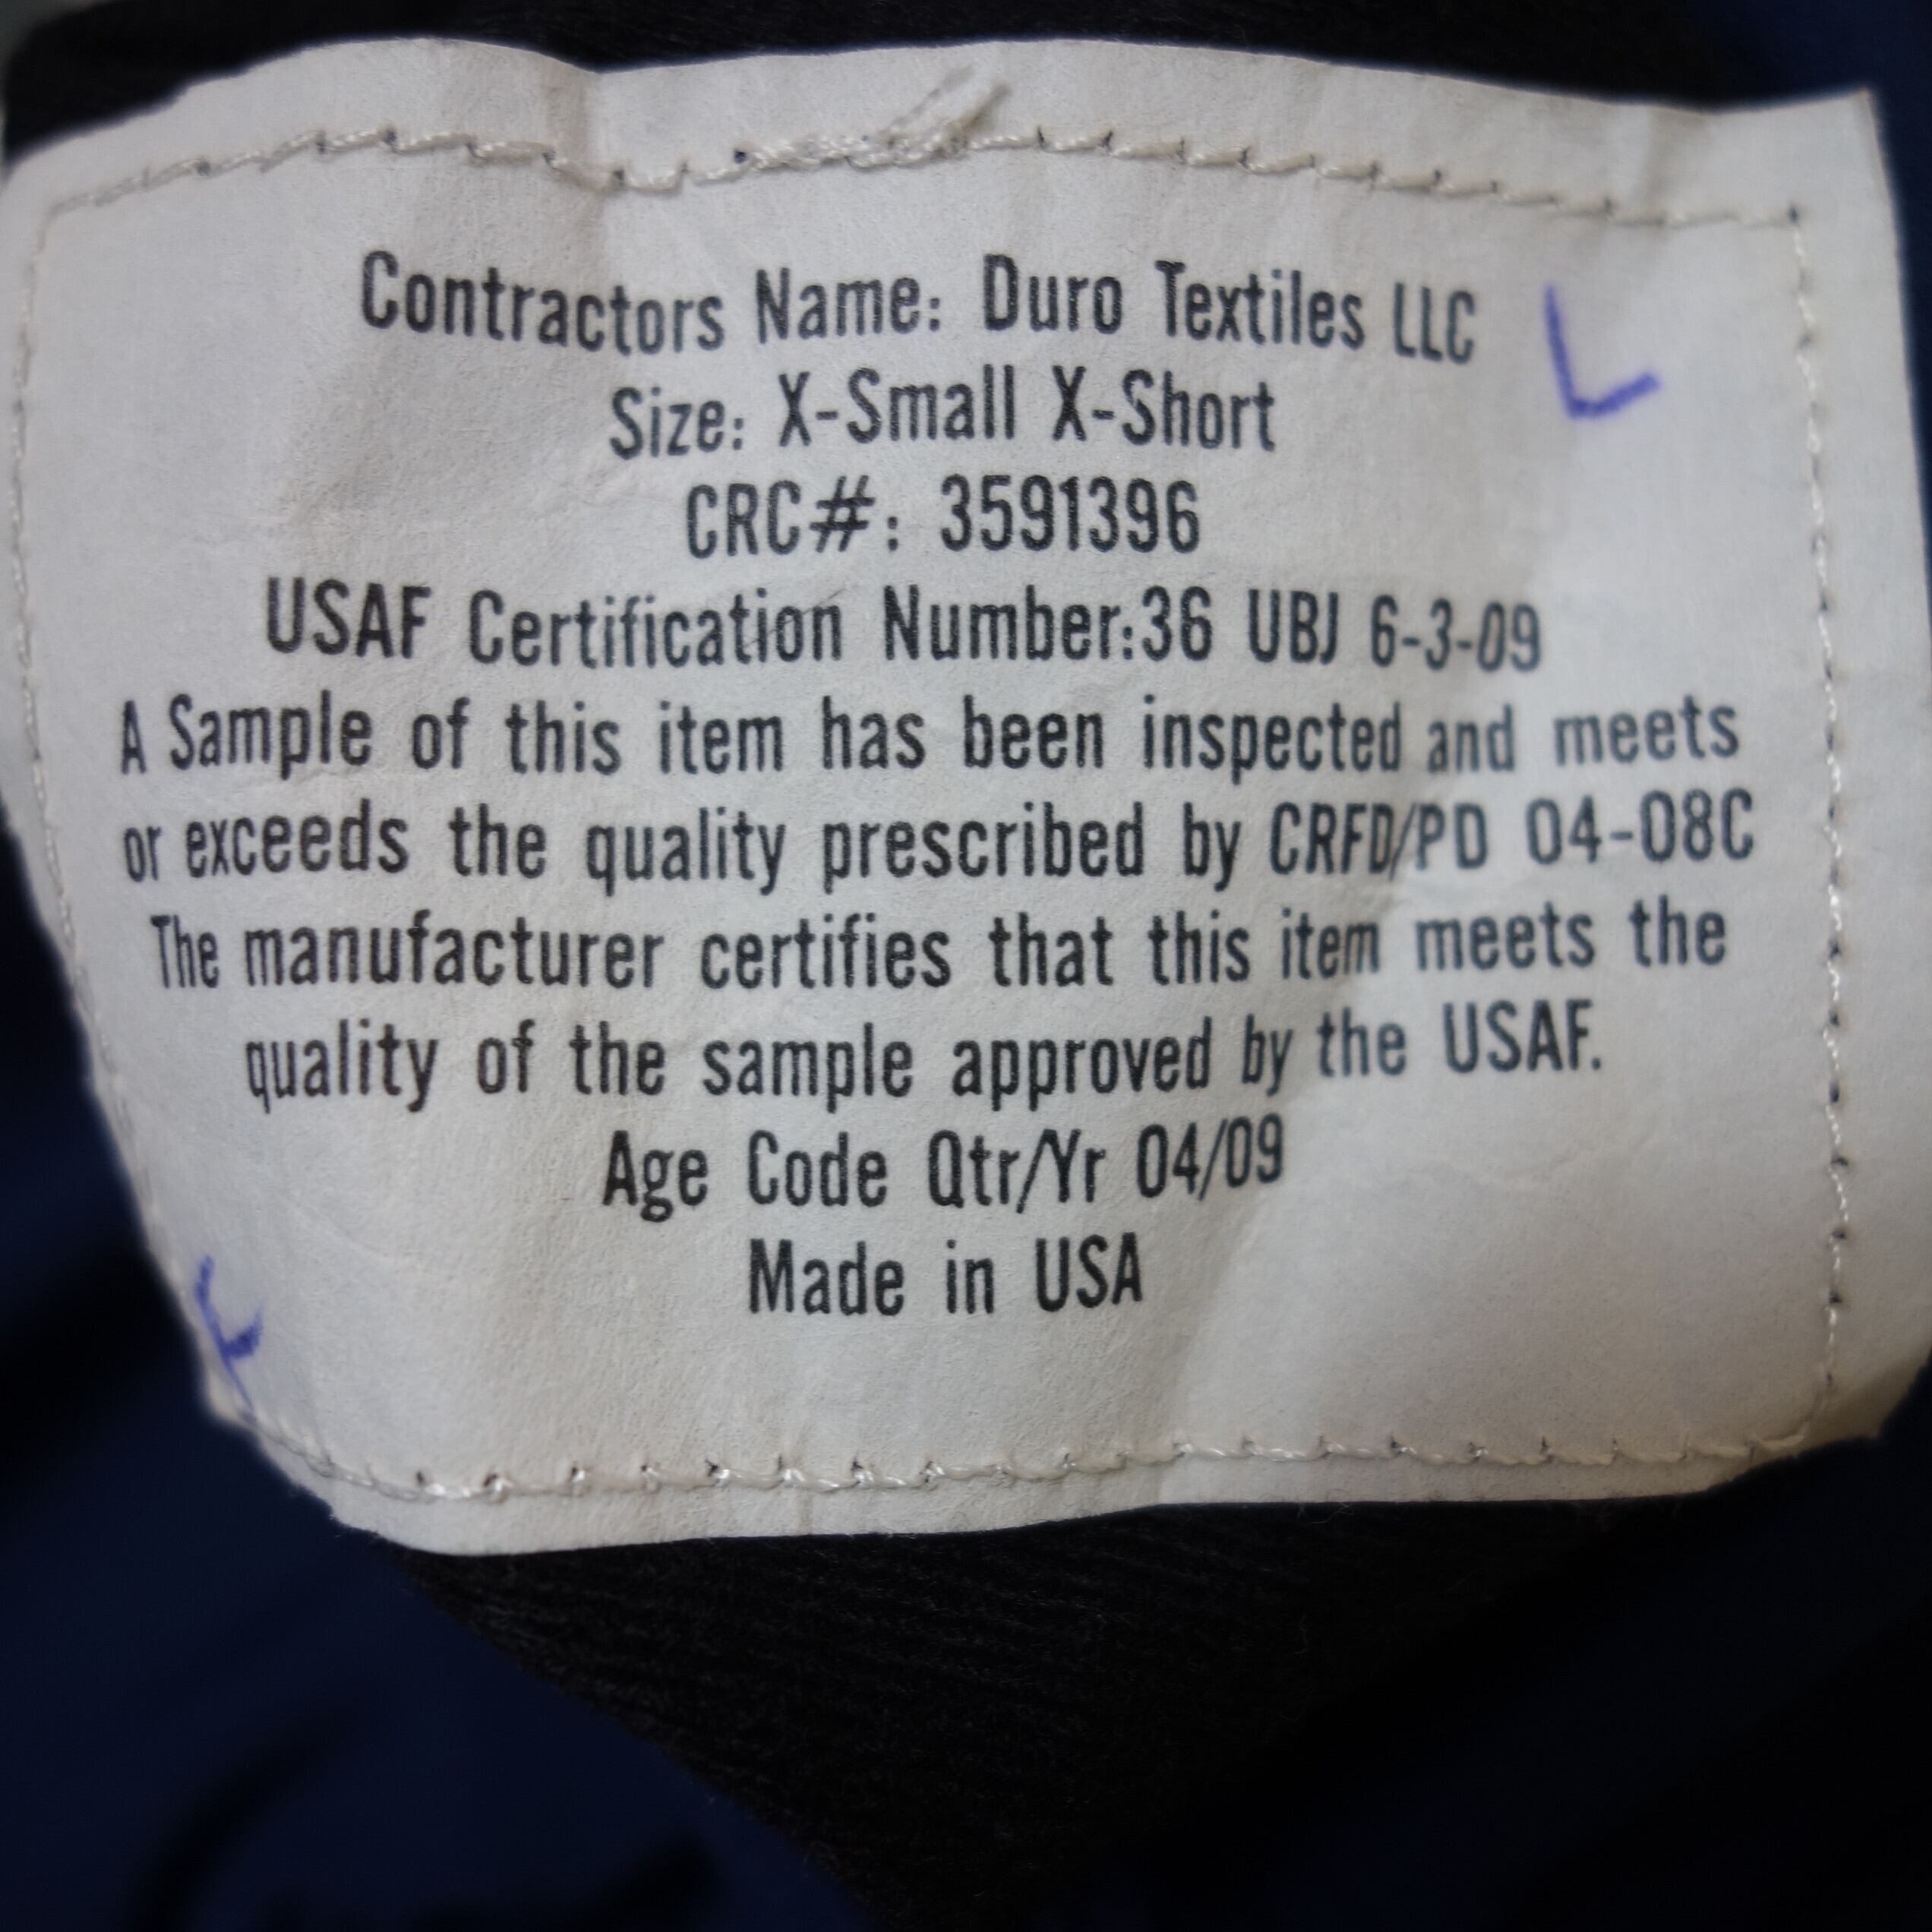 Contractors Name: Duro Textiles LLC
L
Size: X-Small X-Short
CRC#: 3591396
USAF Certification Number:36 UBJ 6-3-09
A Sample of this item has been inspected and meets
or exceeds the quality prescribed by CRFD/PD 04-08C
The manufacturer certifies that this item meets the
quality of the sample approved by the USAF.
Age Code Qtr/Yr 04/09
Made in USA